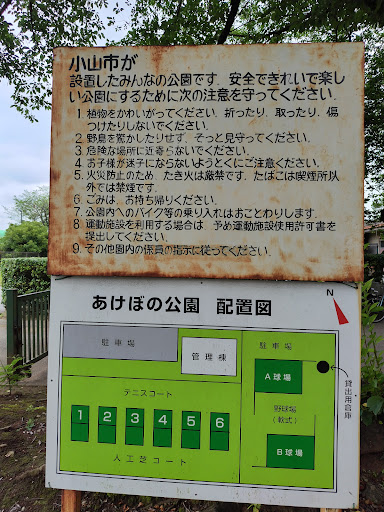 小山市が
設置したみんなの公園です。安全できれいで楽し
い公園にするために次の注意を守ってください。
1 植物をかわいがってください。折ったり、取ったり、傷
つけたりしないでください。
2 野鳥を驚かしたりせず、そっと見守ってください。
3 危険な場所に近寄らないでください。
4 お子様が迷子にならないようとくにご注意ください。
5 火災防止のため、たき火は厳禁です。たばこは喫煙所以
外では禁煙です。
6 ごみは、お持ち帰りください。
7 公園内へのバイク等の乗り入れはおことわりします。
8 運動施設を利用する場合は、予め運動施設使用許可書を
提出してください。
9 その他園内の係員の指示に従ってください。
あけぼの公園 配置図
N
駐車場
管理棟
駐車場
A球場
貸出用倉庫
テニスコート
1 2 3 4 5 6
野球場
(軟式)
人工芝コート
B球場